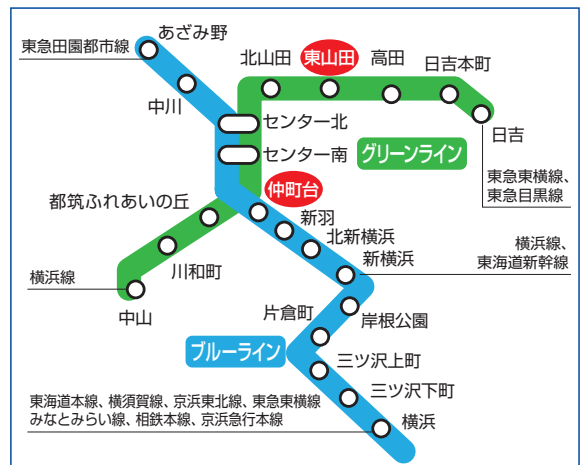 あざみ野
東急田園都市線
中川
北山田
東山田
高田
日吉本町
日吉
センター北
センター南
グリーンライン
東急東横線、
東急目黒線
仲町台
都筑ふれあいの丘
新羽
北新横浜
新横浜
横浜線、
東海道新幹線
川和町
横浜線
中山
片倉町
岸根公園
ブルーライン
三ツ沢上町
三ツ沢下町
東海道本線、横須賀線、京浜東北線、東急東横線
みなとみらい線、相鉄本線、京浜急行本線
横浜